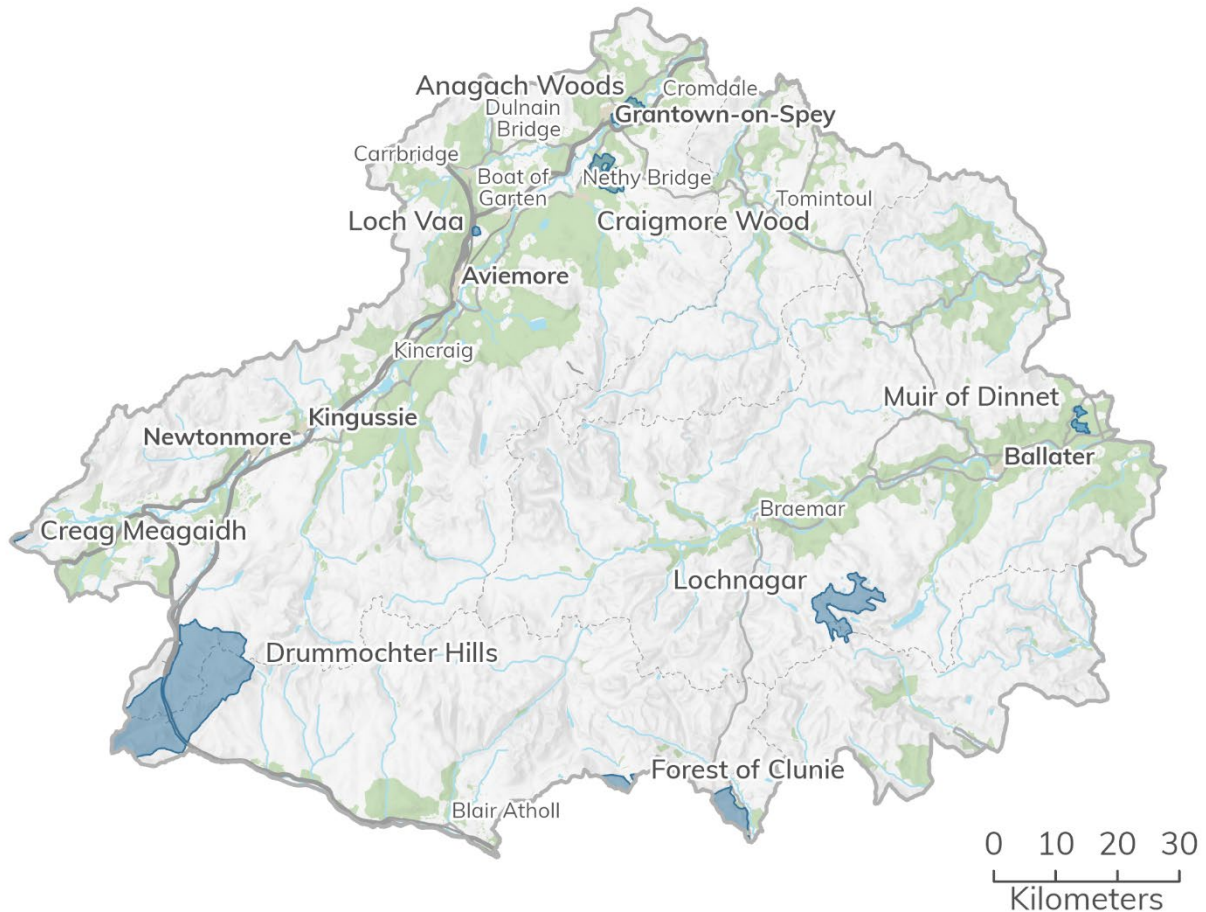 Anagach Woods
Cromdale
Dulnain
Bridge
Grantown-on-Spey
Carrbridge
Boat of
Garten
Nethy Bridge
Tomintoul
Loch Vaa
Craigmore Wood
Aviemore
Kincraig
Muir of Dinnet
Kingussie
Newtonmore
Ballater
Braemar
Creag Meagaidh
Lochnagar
Drummochter Hills
Forest of Clunie
Blair Atholl
0 10 20 30
Kilometers